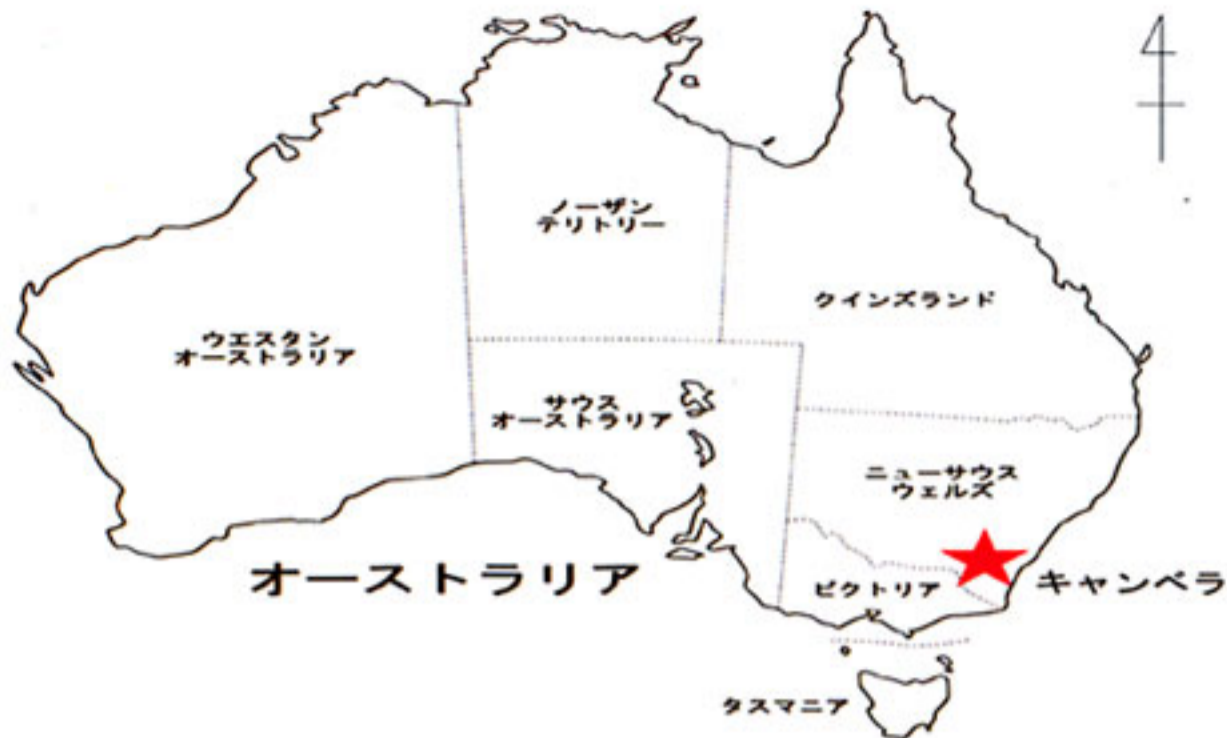 ノーザン
テリトリー
クインズランド
ウエスタン
オーストラリア
サウス
オーストラリア
ニューサウス
ウェルズ
オーストラリア
ビクトリア
キャンベラ
タスマニア